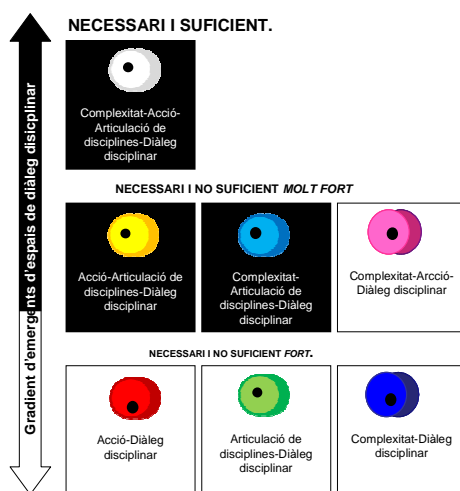 NECESSARI I SUFICIENT.
Gradient d'emergents d'espais de diàleg disicplinar
Complexitat-Acció-
Articulació de
disciplines-Diàleg
disciplinar
NECESSARI I NO SUFICIENT MOLT FORT
Acció-Articulació de
disciplines-Diàleg
disciplinar
Complexitat-
Articulació de
disciplines-Diàleg
disciplinar
Complexitat-Arcció-
Diàleg disciplinar
NECESSARI I NO SUFICIENT FORT.
Acció-Diàleg
disciplinar
Articulació de
disciplines-Diàleg
disciplinar
Complexitat-Diàleg
disciplinar